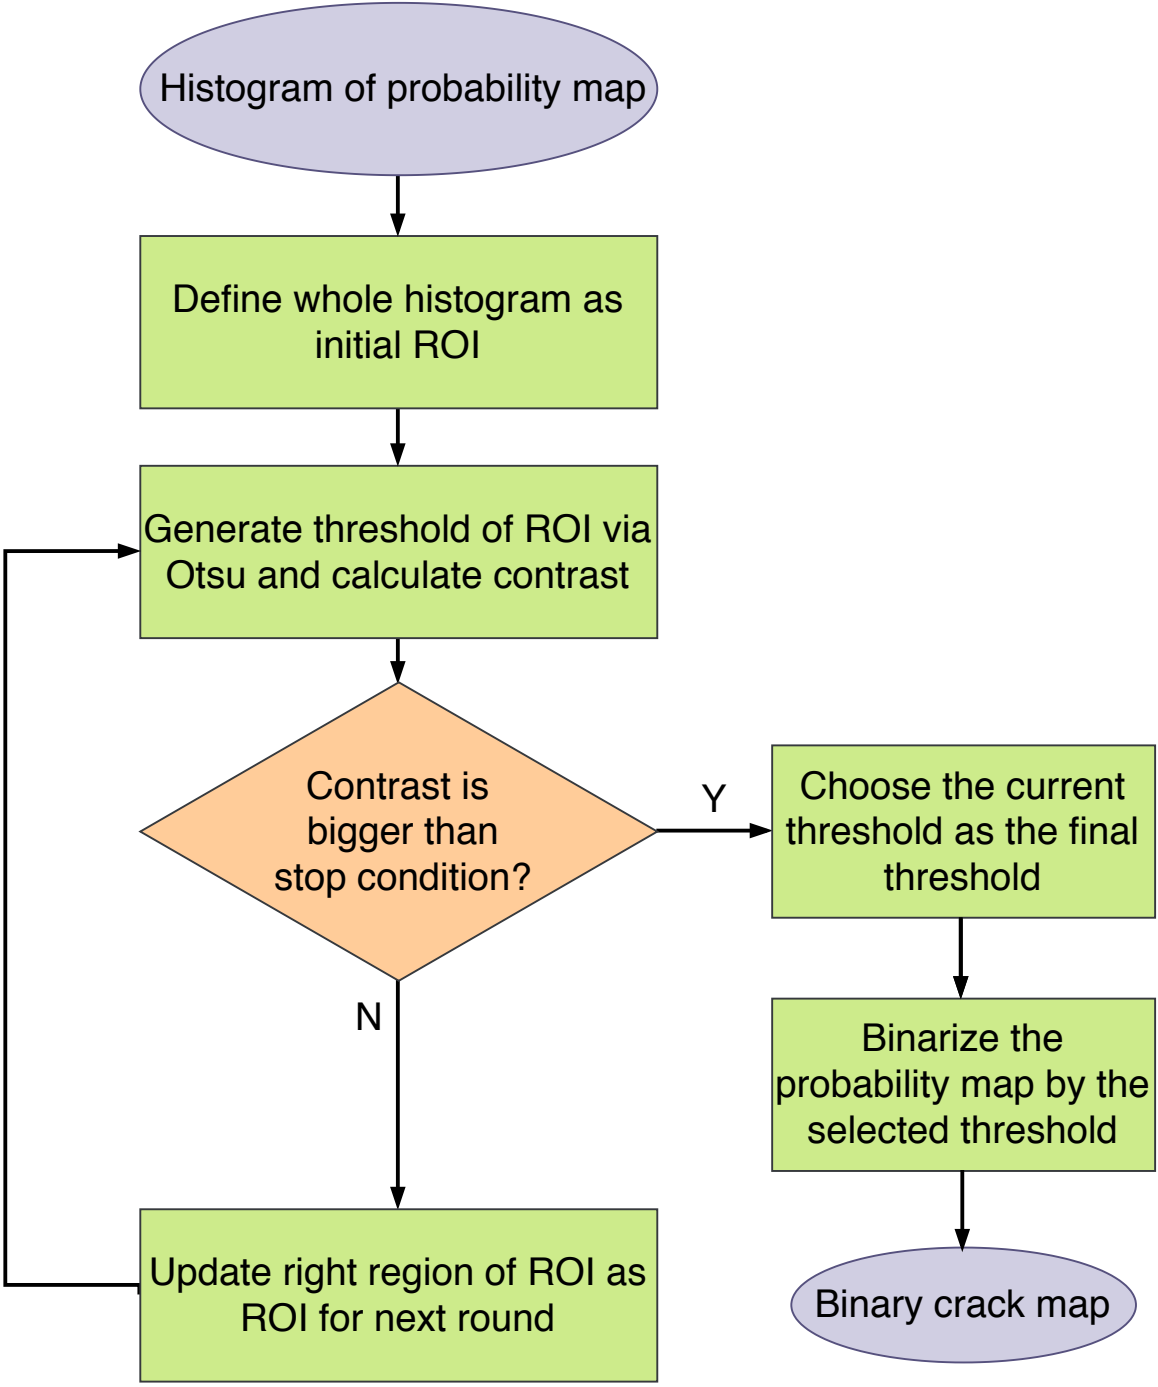 Histogram of probability map
Define whole histogram as
initial ROI
Generate threshold of ROI via
Otsu and calculate contrast
Contrast is
bigger than
stop condition?
Y
Choose the current
threshold as the final
threshold
N
Binarize the
probability map by the
selected threshold
Update right region of ROI as
ROI for next round
Binary crack map